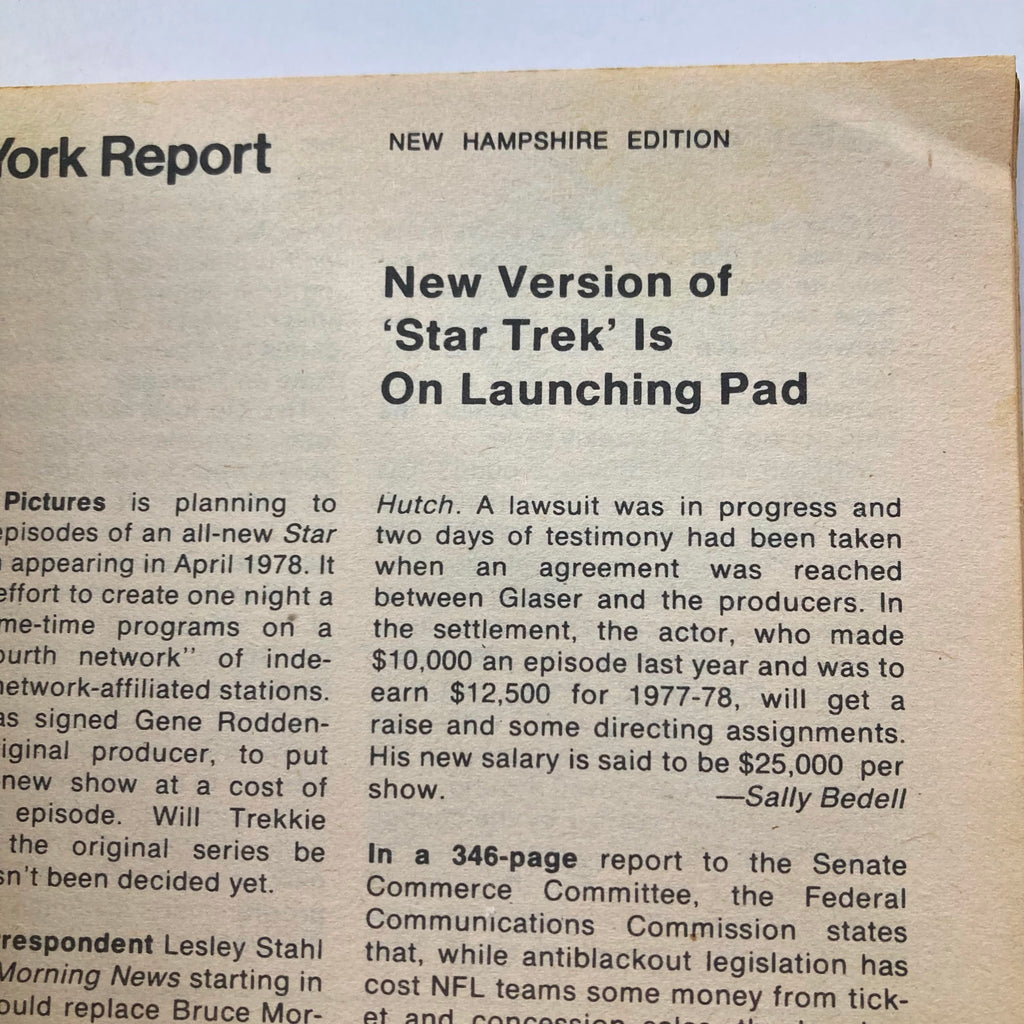 York Report
NEW HAMPSHIRE EDITION
New Version of
‘Star Trek’ Is
On Launching Pad
Pictures is planning to
episodes of an all-new Star
appearing in April 1978. It
effort to create one night a
me-time programs on a
ourth network” of inde-
network-affiliated stations.
as signed Gene Rodden-
iginal producer, to put
new show at a cost of
episode. Will Trekkie
the original series be
sn't been decided yet.
respondent Lesley Stahl
Morning News starting in
ould replace Bruce Mor-
Hutch. A lawsuit was in progress and
two days of testimony had been taken
when an agreement was reached
between Glaser and the producers. In
the settlement, the actor, who made
$10,000 an episode last year and was to
earn $12,500 for 1977-78, will get a
raise and some directing assignments.
His new salary is said to be $25,000 per
show. —Sally Bedell
In a 346-page report to the Senate
Commerce Committee, the Federal
Communications Commission states
that, while antiblackout legislation has
cost NFL teams some money from tick-
et and concession sales,